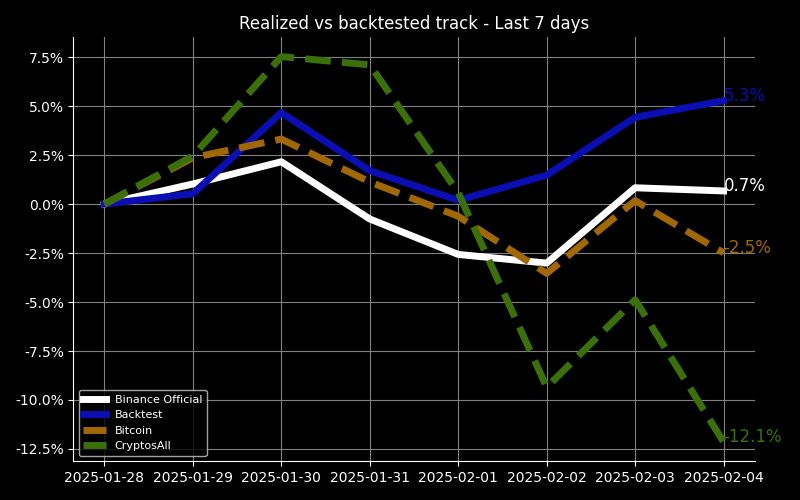 Realized vs backtested track - Last 7 days
7.5%
5.0%
2.5%
0.0%
-2.5%
-5.0%
-7.5%
-10.0%
-12.5%
5.3%
0.7%
-2.5%
-12.1%
Binance Official
Backtest
Bitcoin
CryptosAll
2025-01-28 2025-01-29 2025-01-30 2025-01-31 2025-02-01 2025-02-02 2025-02-03 2025-02-04